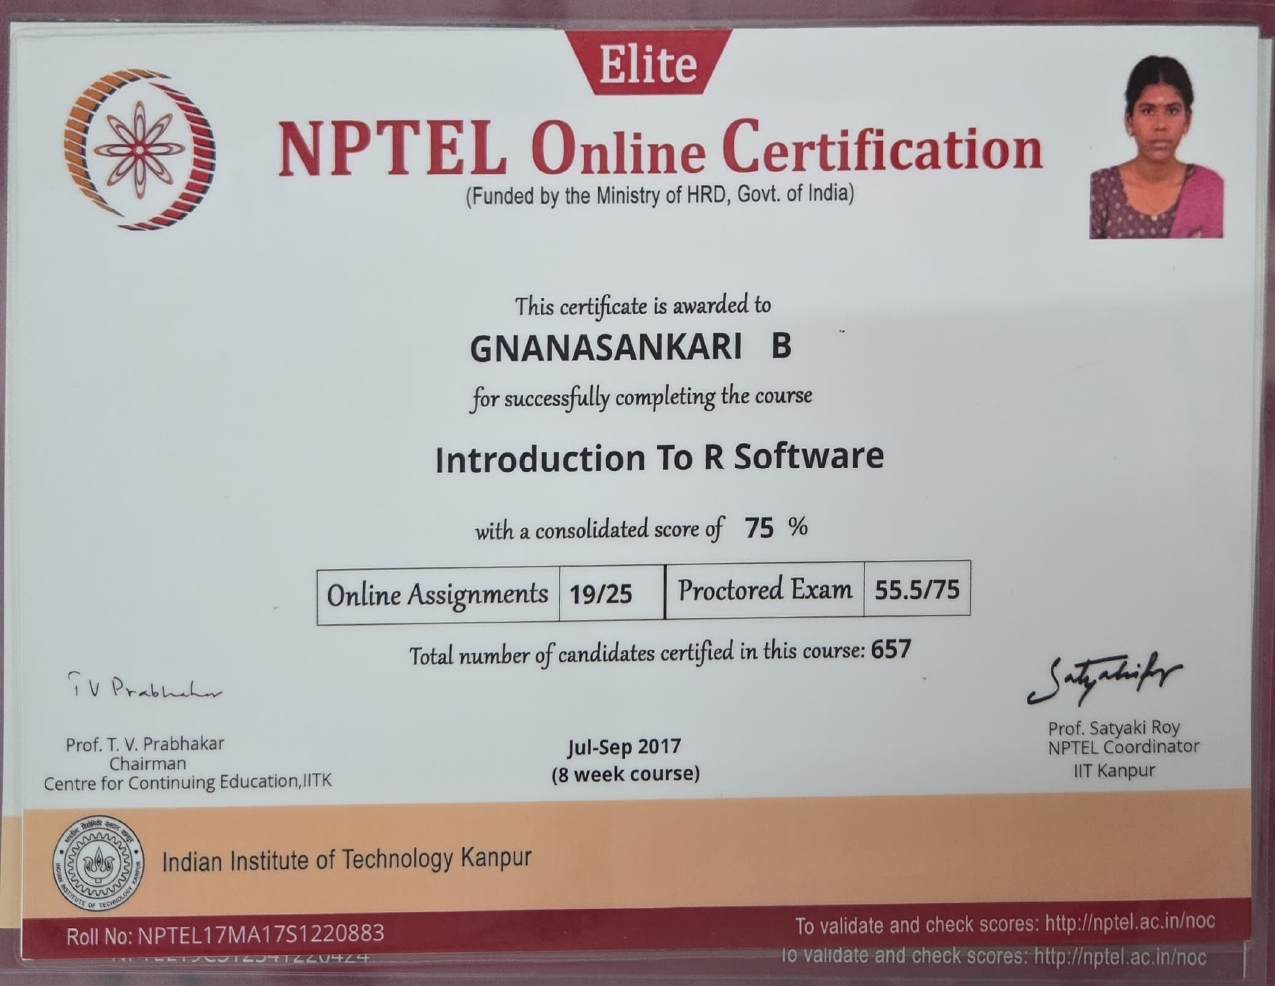 Elite
NPTEL Online Certification
(Funded by the Ministry of HRD, Govt. of India)
This certificate is awarded to
GNANASANKARI B
for successfully completing the course
Introduction To R Software
with a consolidated score of 75 %
Online Assignments 19/25 Proctored Exam 55.5/75
Total number of candidates certified in this course: 657
T V Prabhakar
Prof. T. V. Prabhakar
Chairman
Centre for Continuing Education,IITK
Jul-Sep 2017
(8 week course)
Prof. Satyaki Roy
NPTEL Coordinator
IIT Kanpur
Indian Institute of Technology Kanpur
Roll No: NPTEL17MA17S1220883
To validate and check scores: http://nptel.ac.in/noc
To validate and check scores: http://nptel.ac.in/noc